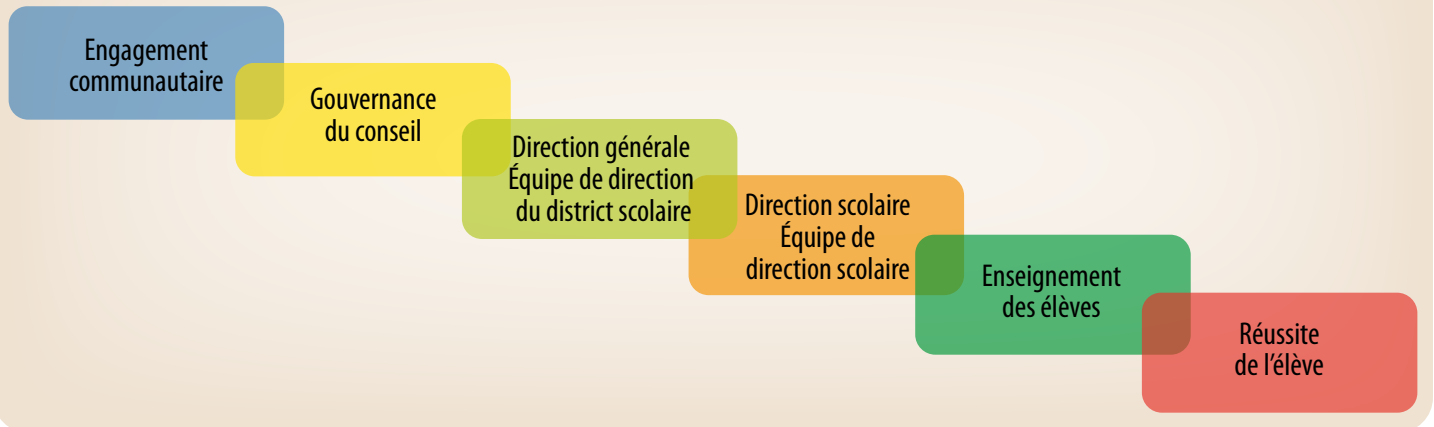 Engagement
communautaire
Gouvernance
du conseil
Direction générale
Équipe de direction
du district scolaire
Direction scolaire
Équipe de
direction scolaire
Enseignement
des élèves
Réussite
de l'élève